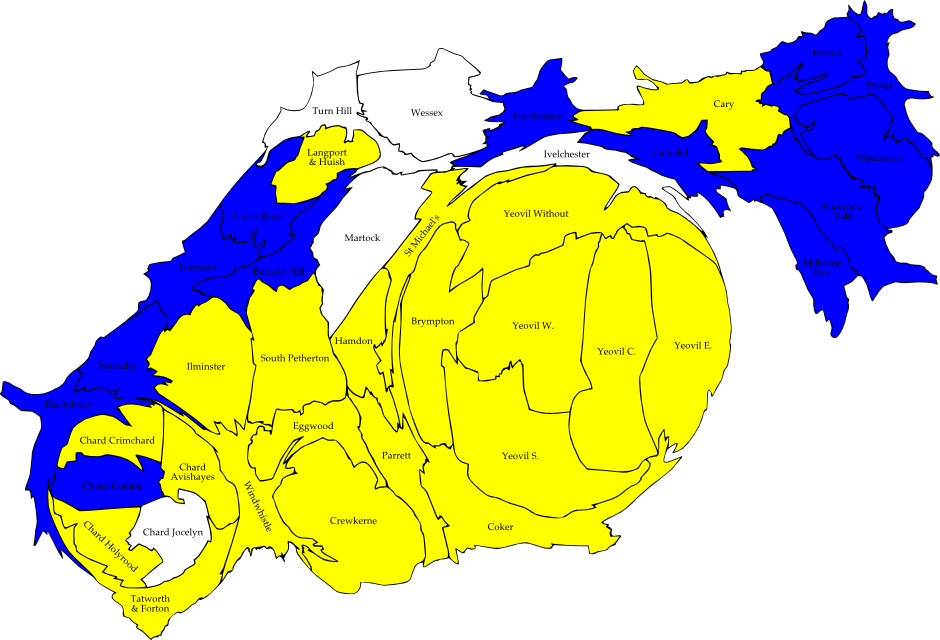 Bruton
Tower
Cary
Turn Hill
Wessex
Northstone
Ivelchester
Camelot
Wincanton
Langport
& Huish
Blackmoor
Vale
Curry Rivel
Yeovil Without
St Michael's
Martock
Islemoor
Burrow Hill
Milborne
Port
Brympton
Yeovil W.
Hamdon
Yeovil C.
Yeovil E.
South Petherton
Ilminster
Neroche
Blackdown
Eggwood
Chard Crimchard
Parrett
Yeovil S.
Chard
Avishayes
Chard Combe
Windwhistle
Crewkerne
Coker
Chard Jocelyn
Chard Holyrood
Tatworth
& Forton